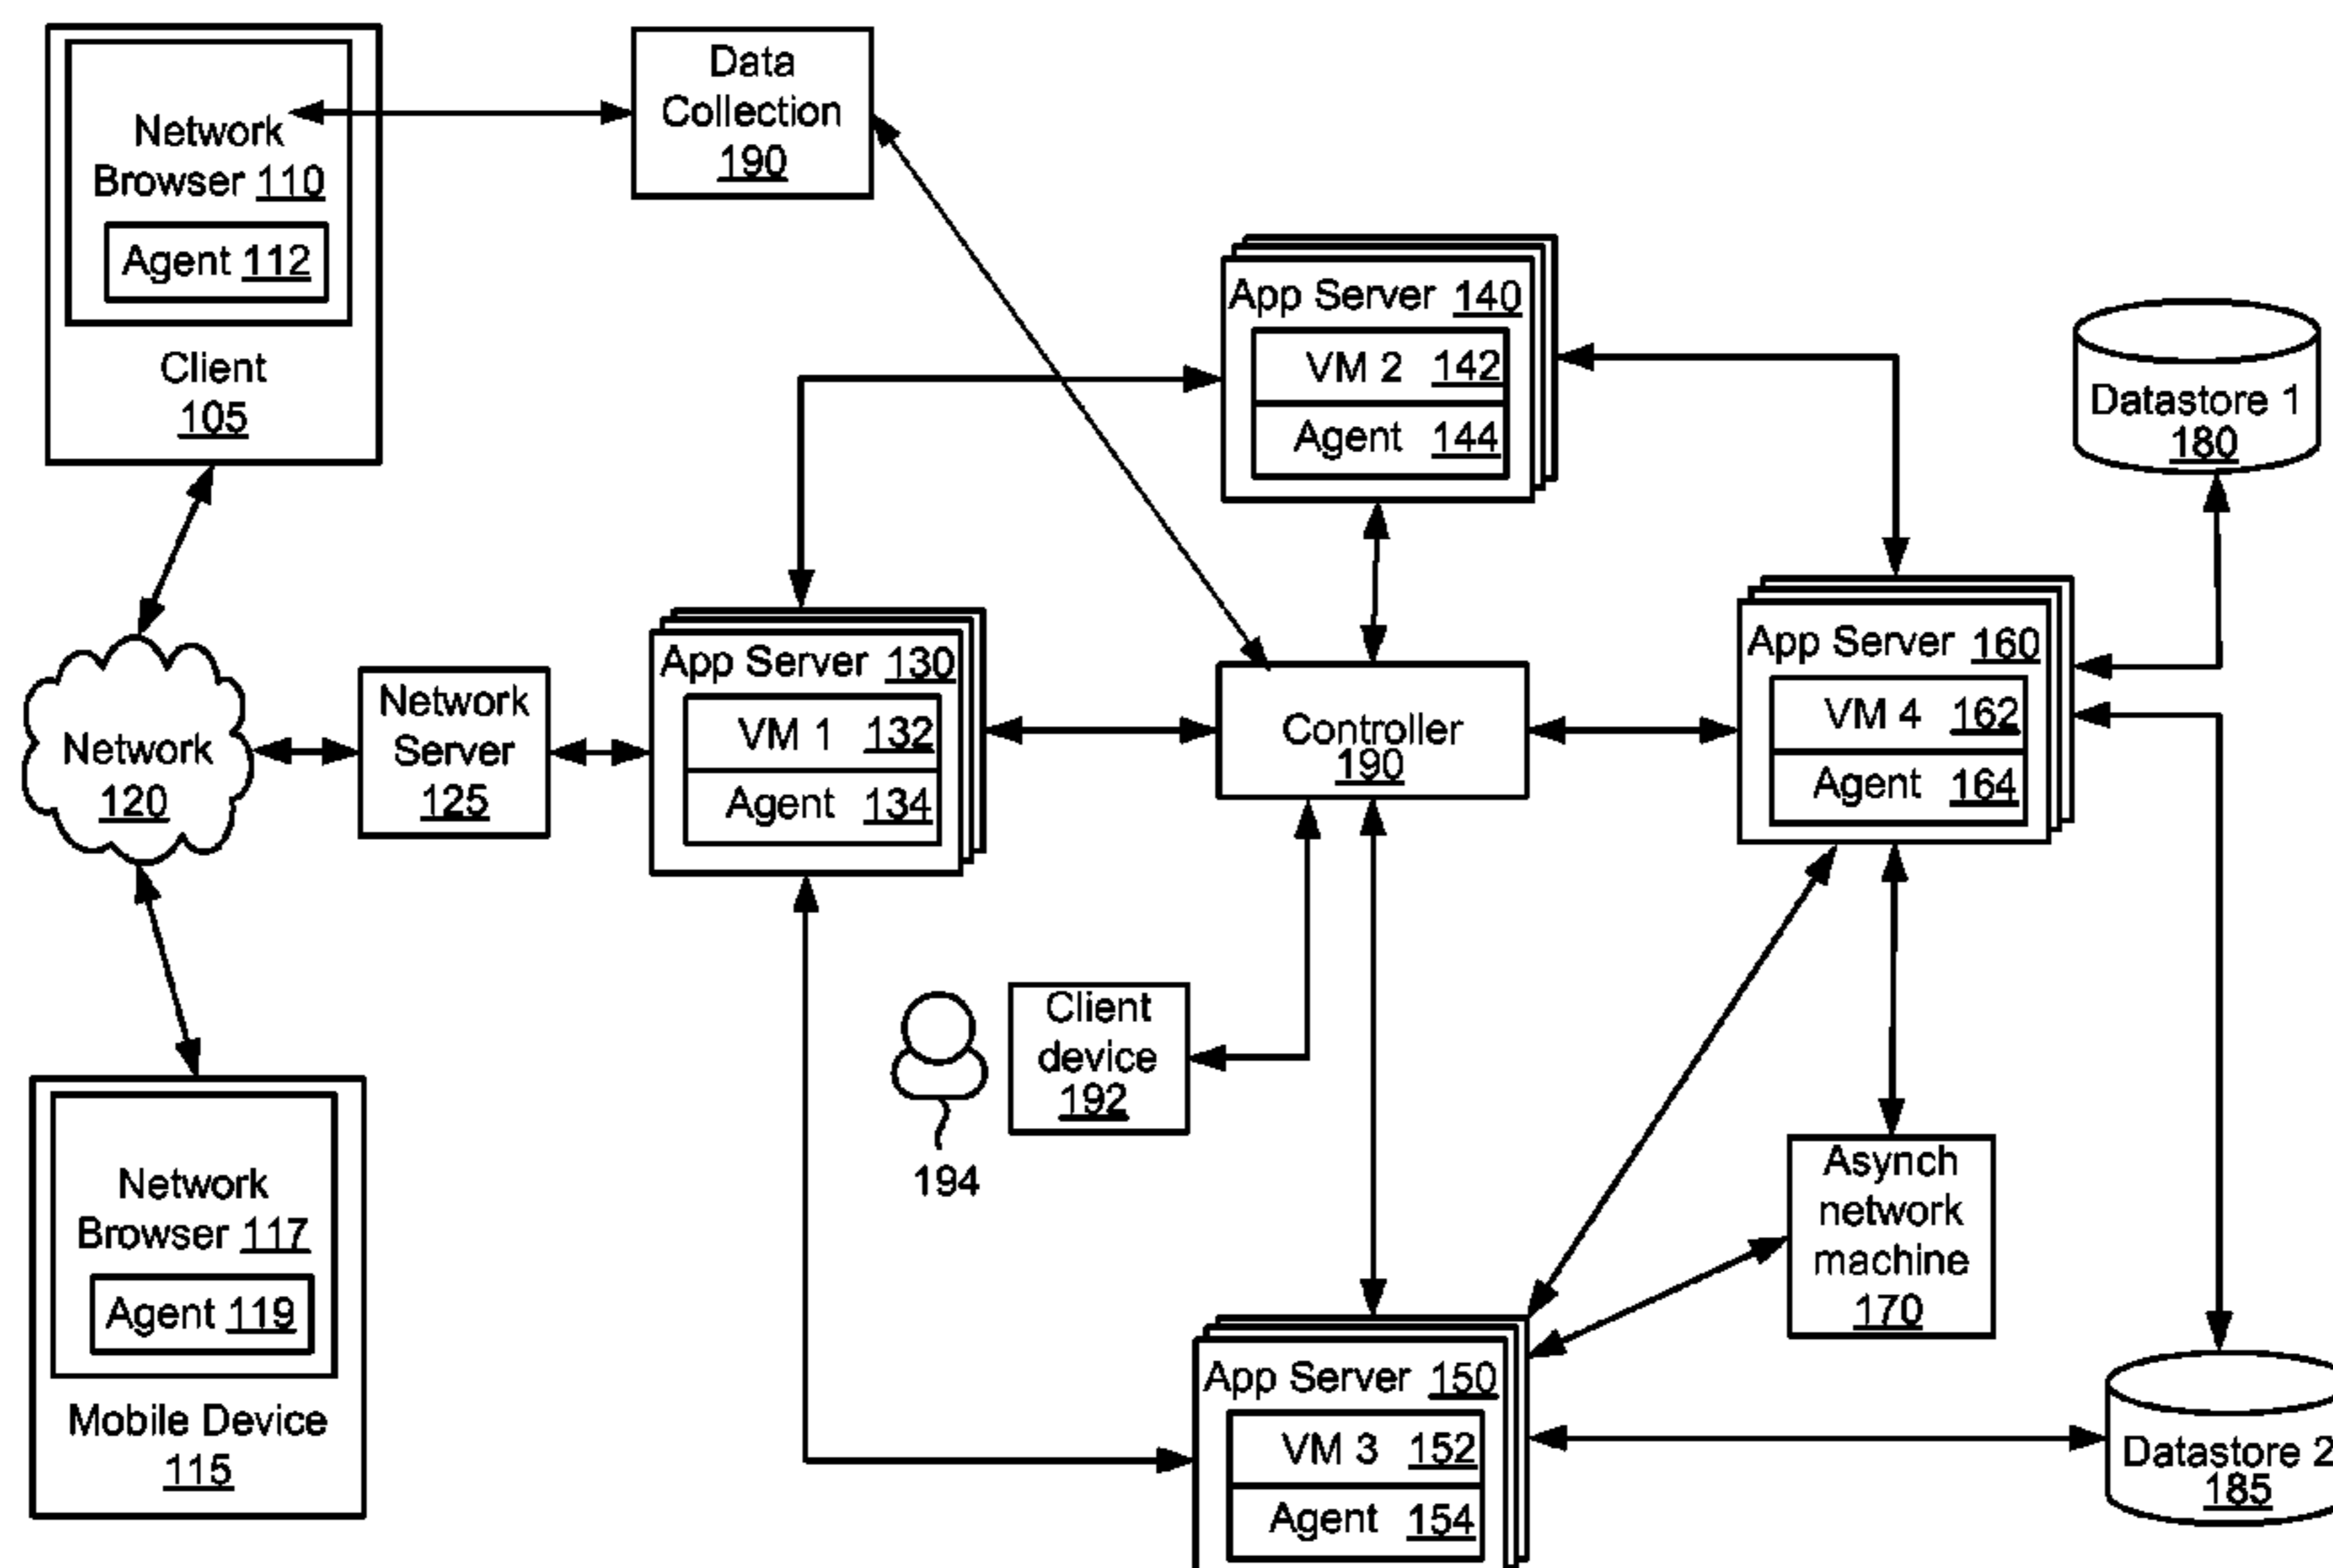 Network
Browser 110
Agent 112
Client
105
Data
Collection
190
App Server 140
VM 2 142
Agent 144
Datastore 1
180
Network
120
Network
Server
125
App Server 130
VM 1 132
Agent 134
Controller
190
App Server 160
VM 4 162
Agent 164
194
Client
device
192
Asynch
network
machine
170
Network
Browser 117
Agent 119
Mobile Device
115
App Server 150
VM 3 152
Agent 154
Datastore 2
185